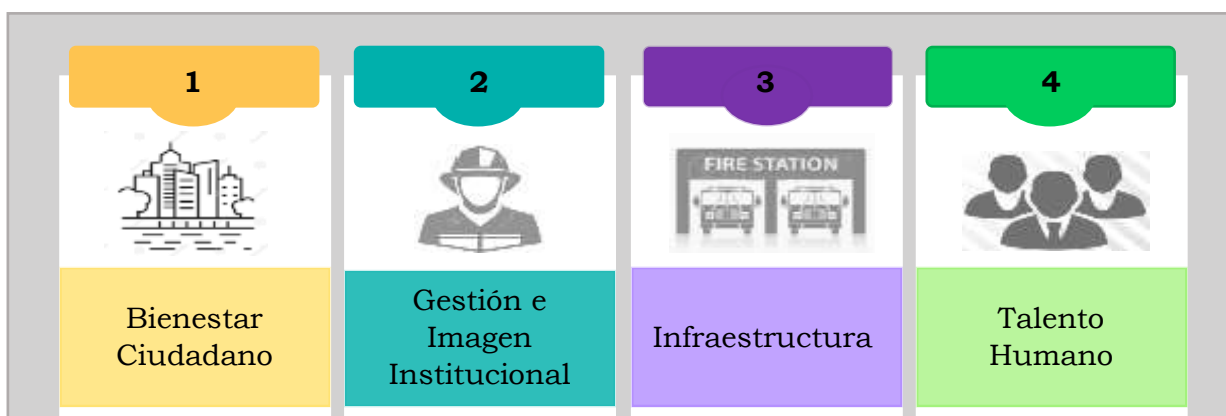 1
2
3
4
FIRE STATION
Bienestar
Ciudadano
Gestión e
Imagen
Institucional
Infraestructura
Talento
Humano